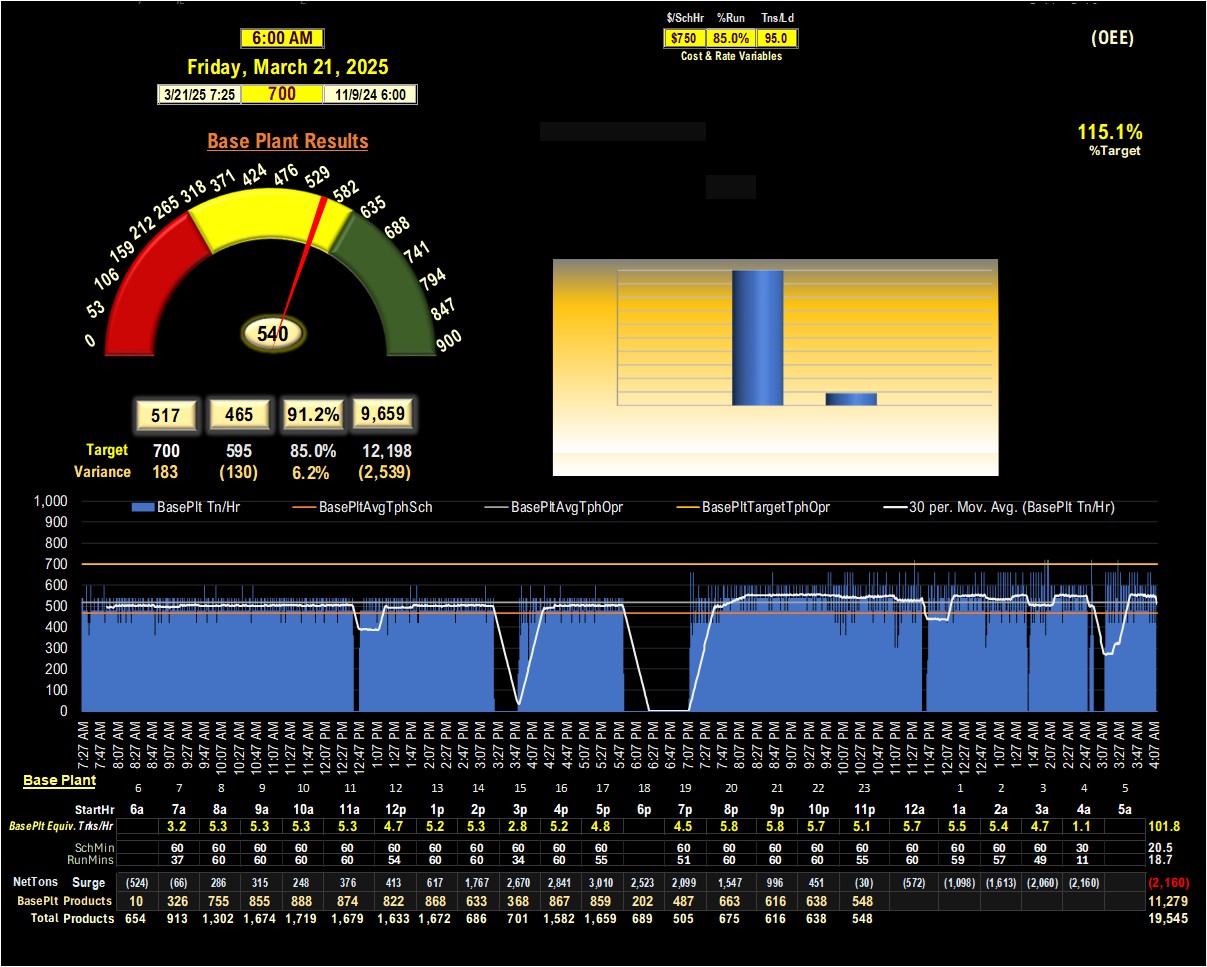 $/SchHr %Run Tns/Ld
6:00 AM $750 85.0% 95.0 (OEE)
Cost & Rate Variables
Friday, March 21, 2025
3/21/25 7:25 700 11/9/24 6:00
115.1%
Base Plant Results
%Target
0 53 106 159 212 265 318 371 424 476 529 582 635 688 741 794 847 900
540
517 465 91.2% 9,659
Target 700 595 85.0% 12,198
Variance 183 (130) 6.2% (2,539)
BasePlt Tn/Hr BasePltAvgTphSch BasePltAvgTphOpr BasePltTargetTphOpr 30 per. Mov. Avg. (BasePlt Tn/Hr)
1,000
900
800
700
600
500
400
300
200
100
0
7:27 AM 7:47 AM 8:07 AM 8:27 AM 8:47 AM 9:07 AM 9:27 AM 9:47 AM 10:07 AM 10:27 AM 10:47 AM 11:07 AM 11:27 AM 11:47 AM 12:07 PM 12:47 PM 1:07 PM 12:27 PM 1:27 PM 1:47 PM 2:07 PM 2:27 PM 2:47 PM 3:07 PM 3:27 PM 3:47 PM 4:07 PM 4:27 PM 4:47 PM 5:07 PM 5:27 PM 5:47 PM 6:07 PM 6:27 PM 6:47 PM 7:07 PM 7:27 PM 7:47 PM 8:07 PM 8:27 PM 8:47 PM 9:07 PM 9:27 PM 9:47 PM 10:07 PM 10:27 PM 10:47 PM 11:07 PM 11:27 PM 11:47 PM 12:07 AM 12:27 AM 12:47 AM 1:07 AM 1:27 AM 1:47 AM 2:07 AM 2:27 AM 2:47 AM 3:07 AM 3:27 AM 3:47 AM 4:07 AM
Base Plant
6 7 8 9 10 11 12 13 14 15 16 17 18 19 20 21 22 23 1 2 3 4 5
StartHr 6a 7a 8a 9a 10a 11a 12p 1p 2p 3p 4p 5p 6p 7p 8p 9p 10p 11p 12a 1a 2a 3a 4a 5a
BasePlt Equiv. Trks/Hr 3.2 5.3 5.3 5.3 5.3 4.7 5.2 5.3 2.8 5.2 4.8 4.5 5.8 5.8 5.7 5.1 5.7 5.5 5.4 4.7 1.1 101.8
SchMin 60 60 60 60 60 60 60 60 60 60 60 60 60 60 60 60 60 60 60 60 30 20.5
RunMins 37 60 60 60 60 54 60 60 34 60 55 51 60 60 60 55 60 59 57 49 11 18.7
NetTons Surge (524) (66) 286 315 248 376 413 617 1,767 2,670 2,841 3,010 2,523 2,099 1,547 996 451 (30) (572) (1,098) (1,613) (2,060) (2,160) (2,160)
BasePlt Products 10 326 755 855 888 874 822 868 633 368 867 859 202 487 663 616 638 548 11,279
Total Products 654 913 1,302 1,674 1,719 1,679 1,633 1,672 686 701 1,582 1,659 689 505 675 616 638 548 19,545